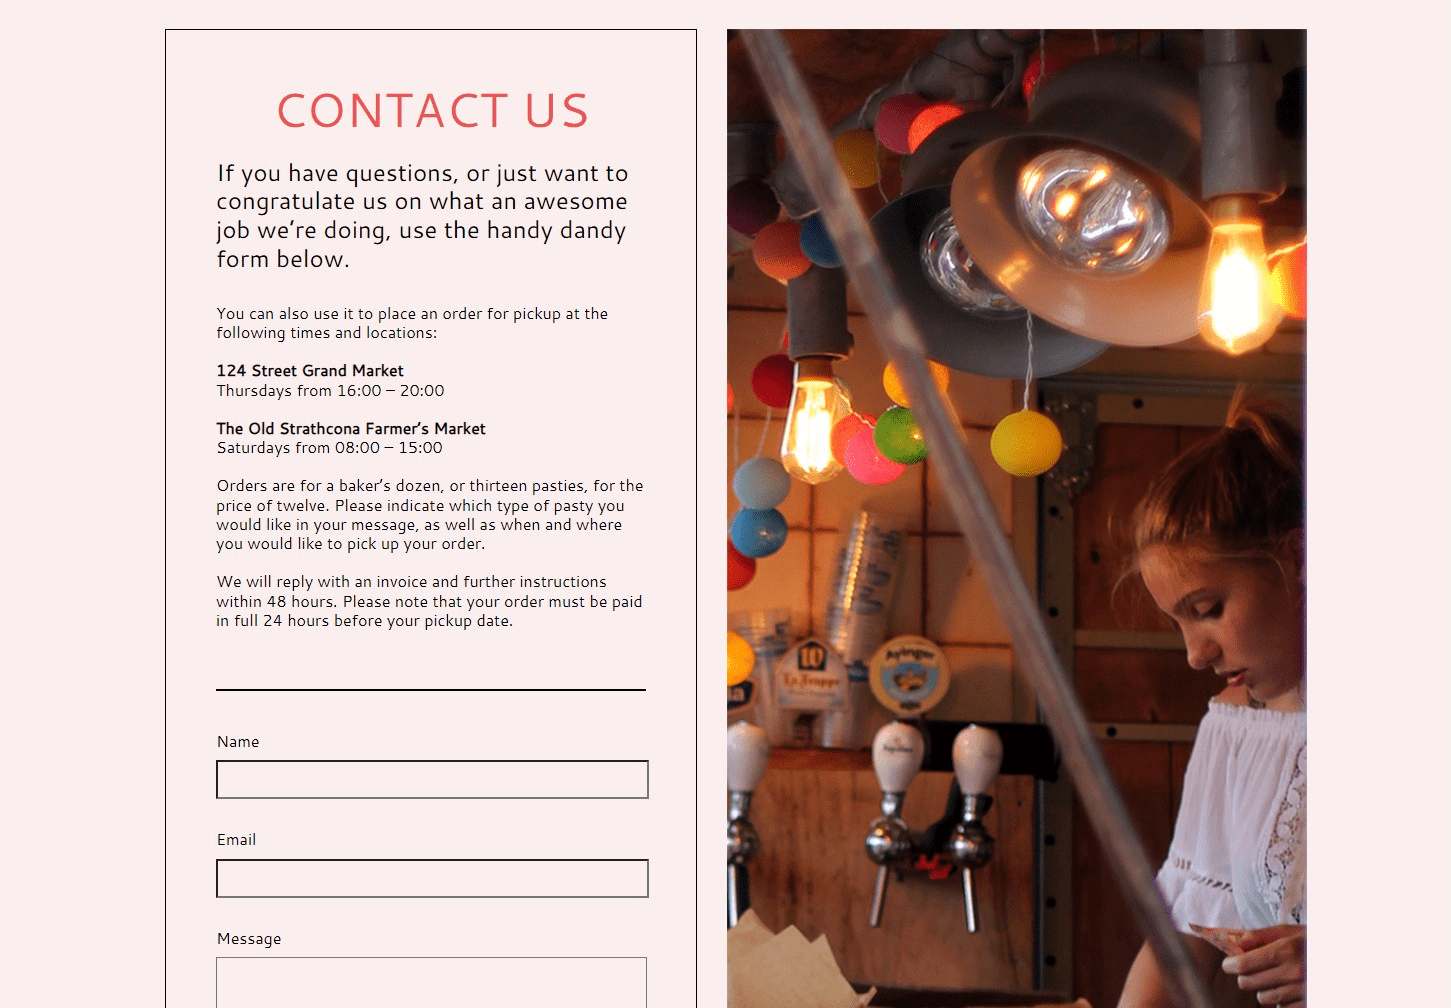 CONTACT US
If you have questions, or just want to
congratulate us on what an awesome
job we’re doing, use the handy dandy
form below.
You can also use it to place an order for pickup at the
following times and locations:
124 Street Grand Market
Thursdays from 16:00 – 20:00
The Old Strathcona Farmer’s Market
Saturdays from 08:00 – 15:00
Orders are for a baker’s dozen, or thirteen pasties, for the
price of twelve. Please indicate which type of pasty you
would like in your message, as well as when and where
you would like to pick up your order.
We will reply with an invoice and further instructions
within 48 hours. Please note that your order must be paid
in full 24 hours before your pickup date.
Name
Email
Message
10
La Trappe
Ayinger